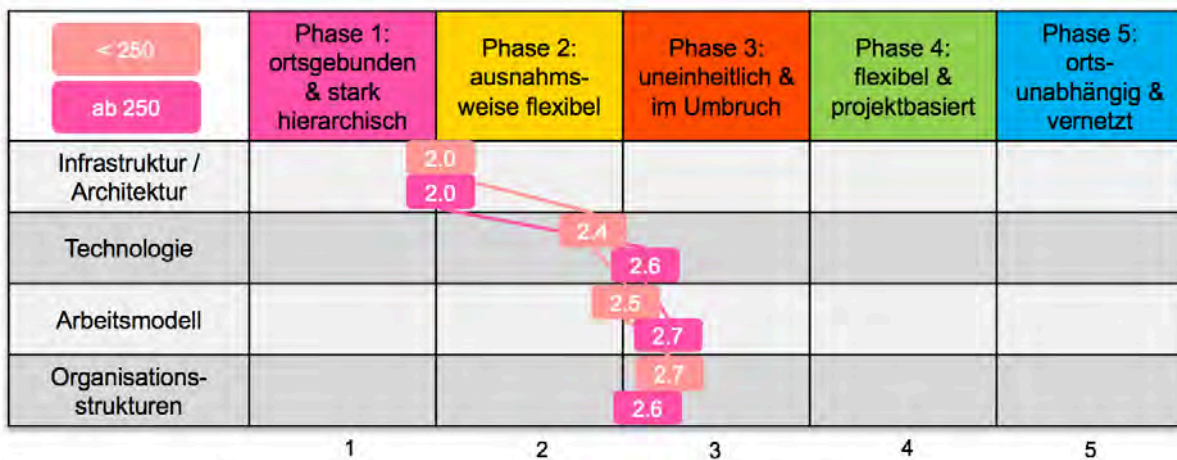 < 250
ab 250
Phase 1:
ortsgebunden
& stark
hierarchisch
Phase 2:
ausnahms-
weise flexibel
Phase 3:
uneinheitlich &
im Umbruch
Phase 4:
flexibel &
projektbasiert
Phase 5:
orts-
unabhängig &
vernetzt
Infrastruktur /
Architektur
2.0
2.0
Technologie
2.4
2.6
Arbeitsmodell
2.5
2.7
Organisations-
strukturen
2.7
2.6
1 2 3 4 5